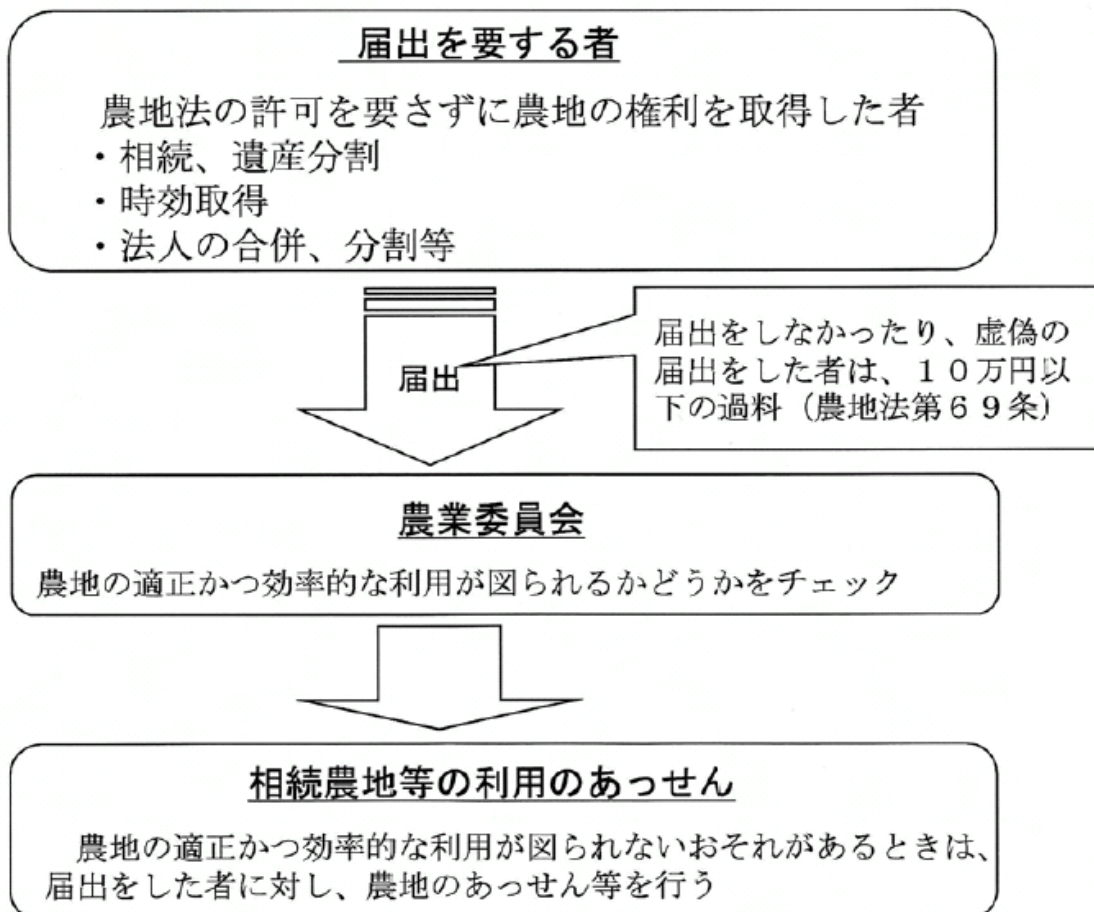 届出を要する者
農地法の許可を要さずに農地の権利を取得した者
・相続、遺産分割
・時効取得
・法人の合併、分割等
届出
届出をしなかったり、虚偽の
届出をした者は、１０万円以
下の過料（農地法第６９条）
農業委員会
農地の適正かつ効率的な利用が図られるかどうかをチェック
相続農地等の利用のあっせん
農地の適正かつ効率的な利用が図られないおそれがあるときは、
届出をした者に対し、農地のあっせん等を行う